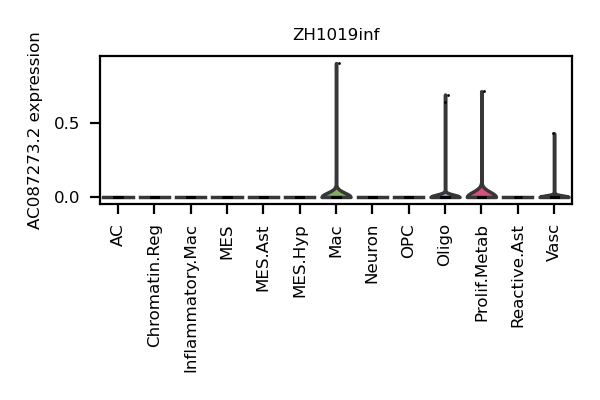 ZH1019inf
AC087273.2 expression
0.5
0.0
AC
Chromatin.Reg
Inflammatory.Mac
MES
MES.Ast
MES.Hyp
Mac
Neuron
OPC
Oligo
Prolif.Metab
Reactive.Ast
Vasc